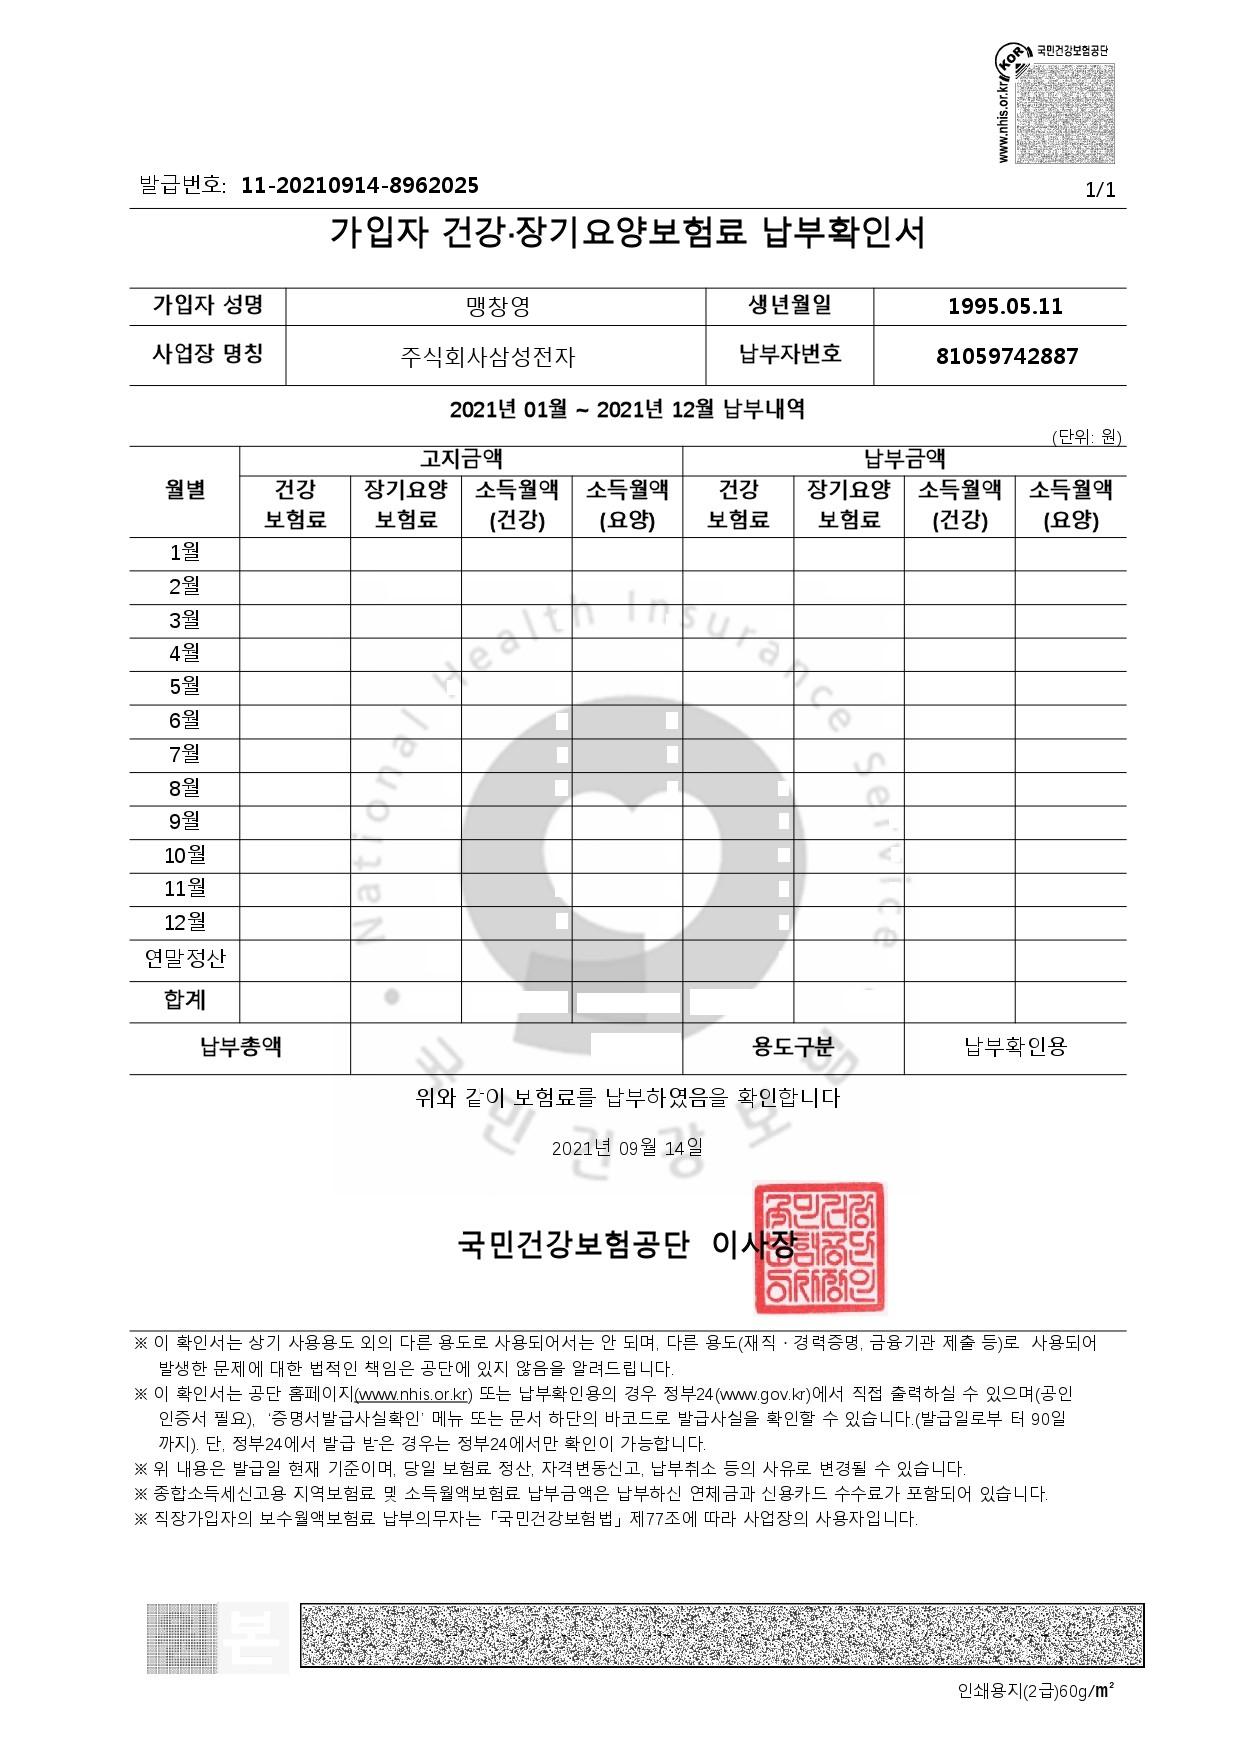 국민건강보험공단
KOR
www.nhis.or.kr
발급번호: 11-20210914-8962025
1/1
가입자 건강·장기요양보험료 납부확인서
가입자 성명 맹창영 생년월일 1995.05.11
사업장 명칭 주식회사삼성전자 납부자번호 81059742887
2021년 01월 ~ 2021년 12월 납부내역
(단위: 원)
월별 고지금액 납부금액
건강 보험료 장기요양 보험료 소득월액 (건강) 소득월액 (요양) 건강 보험료 장기요양 보험료 소득월액 (건강) 소득월액 (요양)
1월
2월
3월
4월
5월
6월
7월
8월
9월
10월
11월
12월
연말정산
합계
납부총액 용도구분 납부확인용
National Health Insurance Service
국민건강보험
위와 같이 보험료를 납부하였음을 확인합니다
2021년 09월 14일
국민건강보험공단 이사장
※ 이 확인서는 상기 사용용도 외의 다른 용도로 사용되어서는 안 되며, 다른 용도(재직 · 경력증명, 금융기관 제출 등)로 사용되어
발생한 문제에 대한 법적인 책임은 공단에 있지 않음을 알려드립니다.
※ 이 확인서는 공단 홈페이지(www.nhis.or.kr) 또는 납부확인용의 경우 정부24(www.gov.kr)에서 직접 출력하실 수 있으며(공인
인증서 필요), ‘증명서발급사실확인’ 메뉴 또는 문서 하단의 바코드로 발급사실을 확인할 수 있습니다.(발급일로부 터 90일
까지). 단, 정부24에서 발급 받은 경우는 정부24에서만 확인이 가능합니다.
※ 위 내용은 발급일 현재 기준이며, 당일 보험료 정산, 자격변동신고, 납부취소 등의 사유로 변경될 수 있습니다.
※ 종합소득세신고용 지역보험료 및 소득월액보험료 납부금액은 납부하신 연체금과 신용카드 수수료가 포함되어 있습니다.
※ 직장가입자의 보수월액보험료 납부의무자는 「국민건강보험법」 제77조에 따라 사업장의 사용자입니다.
본
인쇄용지(2급)60g/㎡